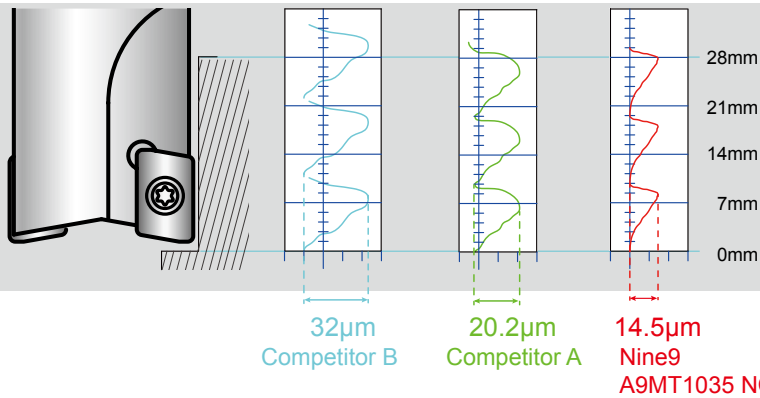 28mm
21mm
14mm
7mm
0mm
32µm
Competitor B
20.2µm
Competitor A
14.5µm
Nine9
A9MT1035